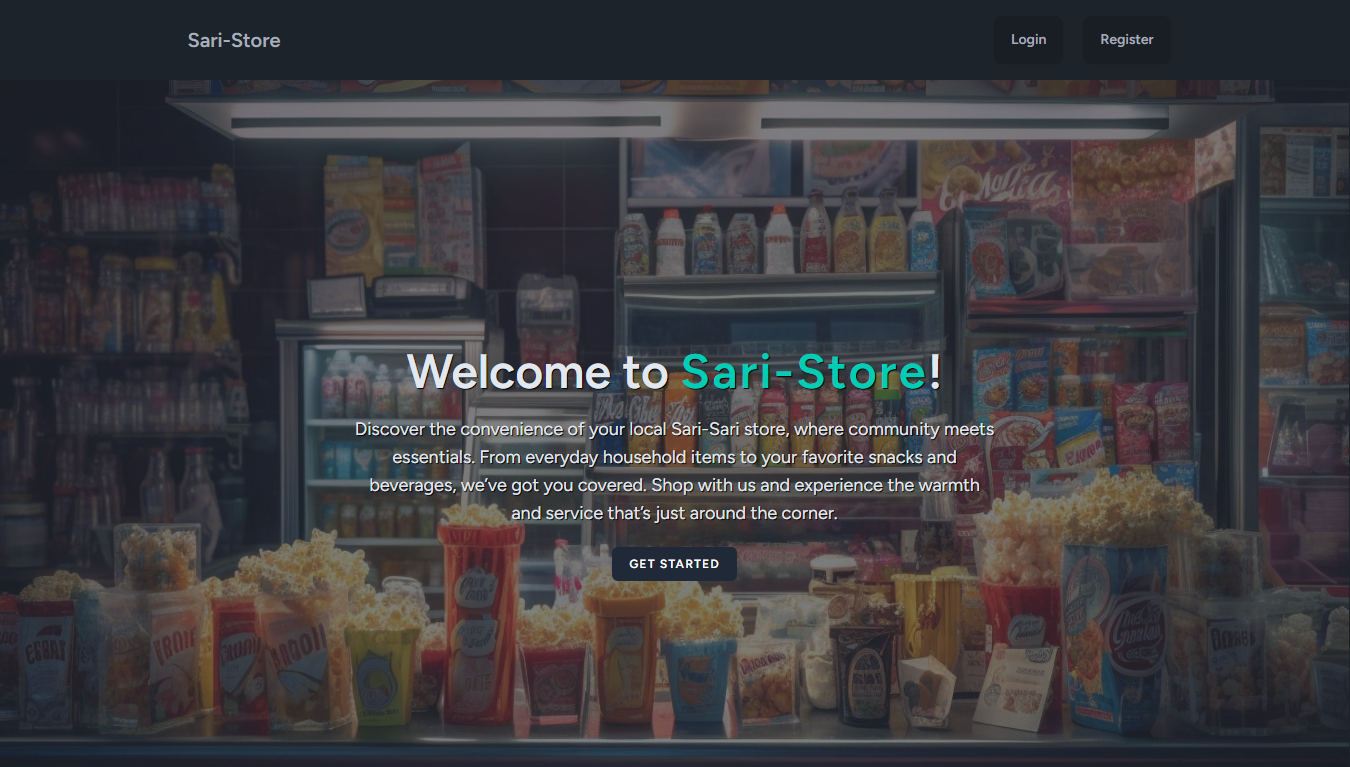 Sari-Store
Login
Register
Welcome to Sari-Store!
Discover the convenience of your local Sari-Sari store, where community meets
essentials. From everyday household items to your favorite snacks and
beverages, we’ve got you covered. Shop with us and experience the warmth
and service that’s just around the corner.
GET STARTED